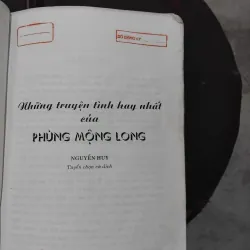 Những truyện tình hay nhất
của
PHÙNG MỘNG LONG
NGUYỄN HUY
Tuyển chọn và dịch